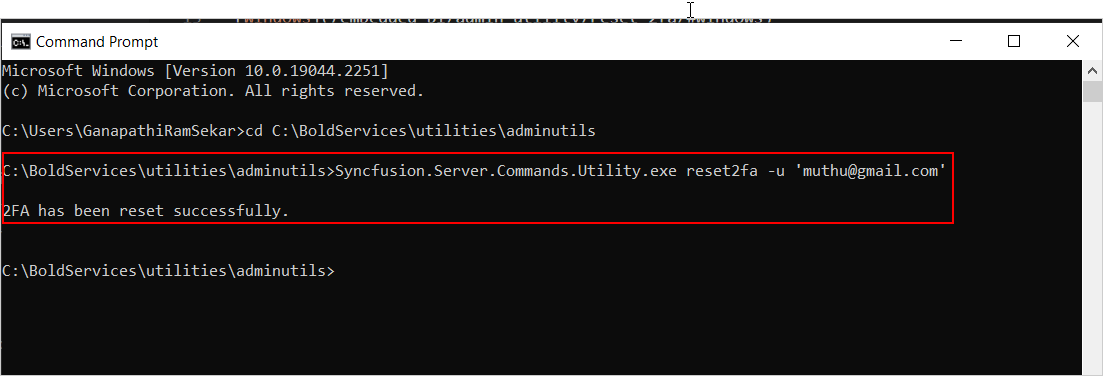 Command Prompt
Microsoft Windows [Version 10.0.19044.2251]
(c) Microsoft Corporation. All rights reserved.
C:\Users\GanapathiRamSekar>cd C:\BoldServices\utilities\adminutils
C:\BoldServices\utilities\adminutils>Syncfusion.Server.Commands.Utility.exe reset2fa -u 'muthu@gmail.com'
2FA has been reset successfully.
C:\BoldServices\utilities\adminutils>